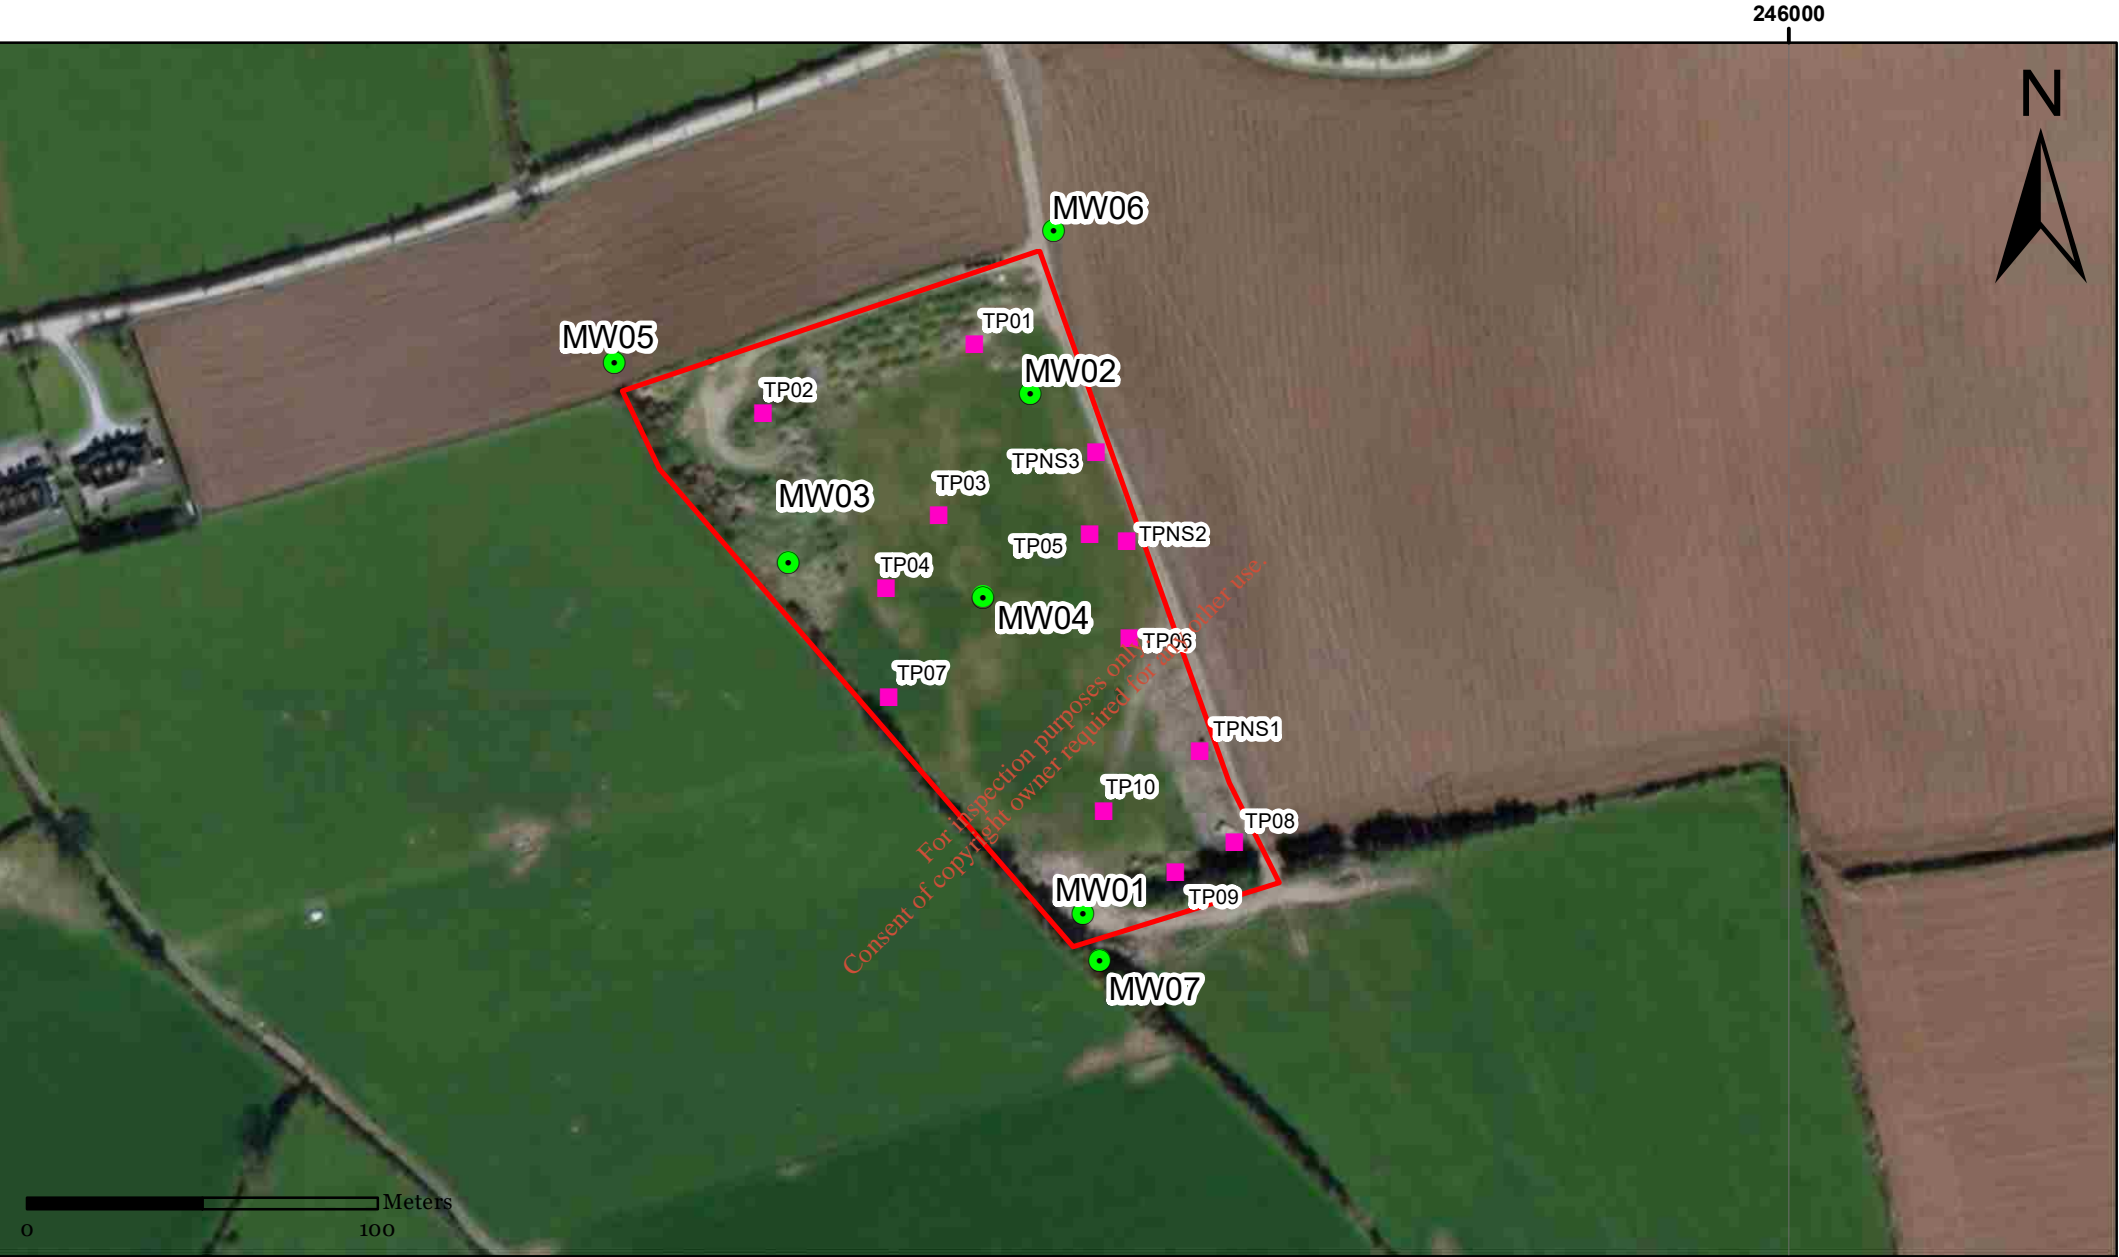 246000
N
MW06
TP01
MW05
MW02
TP02
TPNS3
TP03
MW03
TPNS2
TP05
TP04
MW04
TP06
TP07
TPNS1
TP10
TP08
MW01
TP09
MW07
For inspection purposes only.
Consent of copyright owner required for any other use.
Meters
0 100